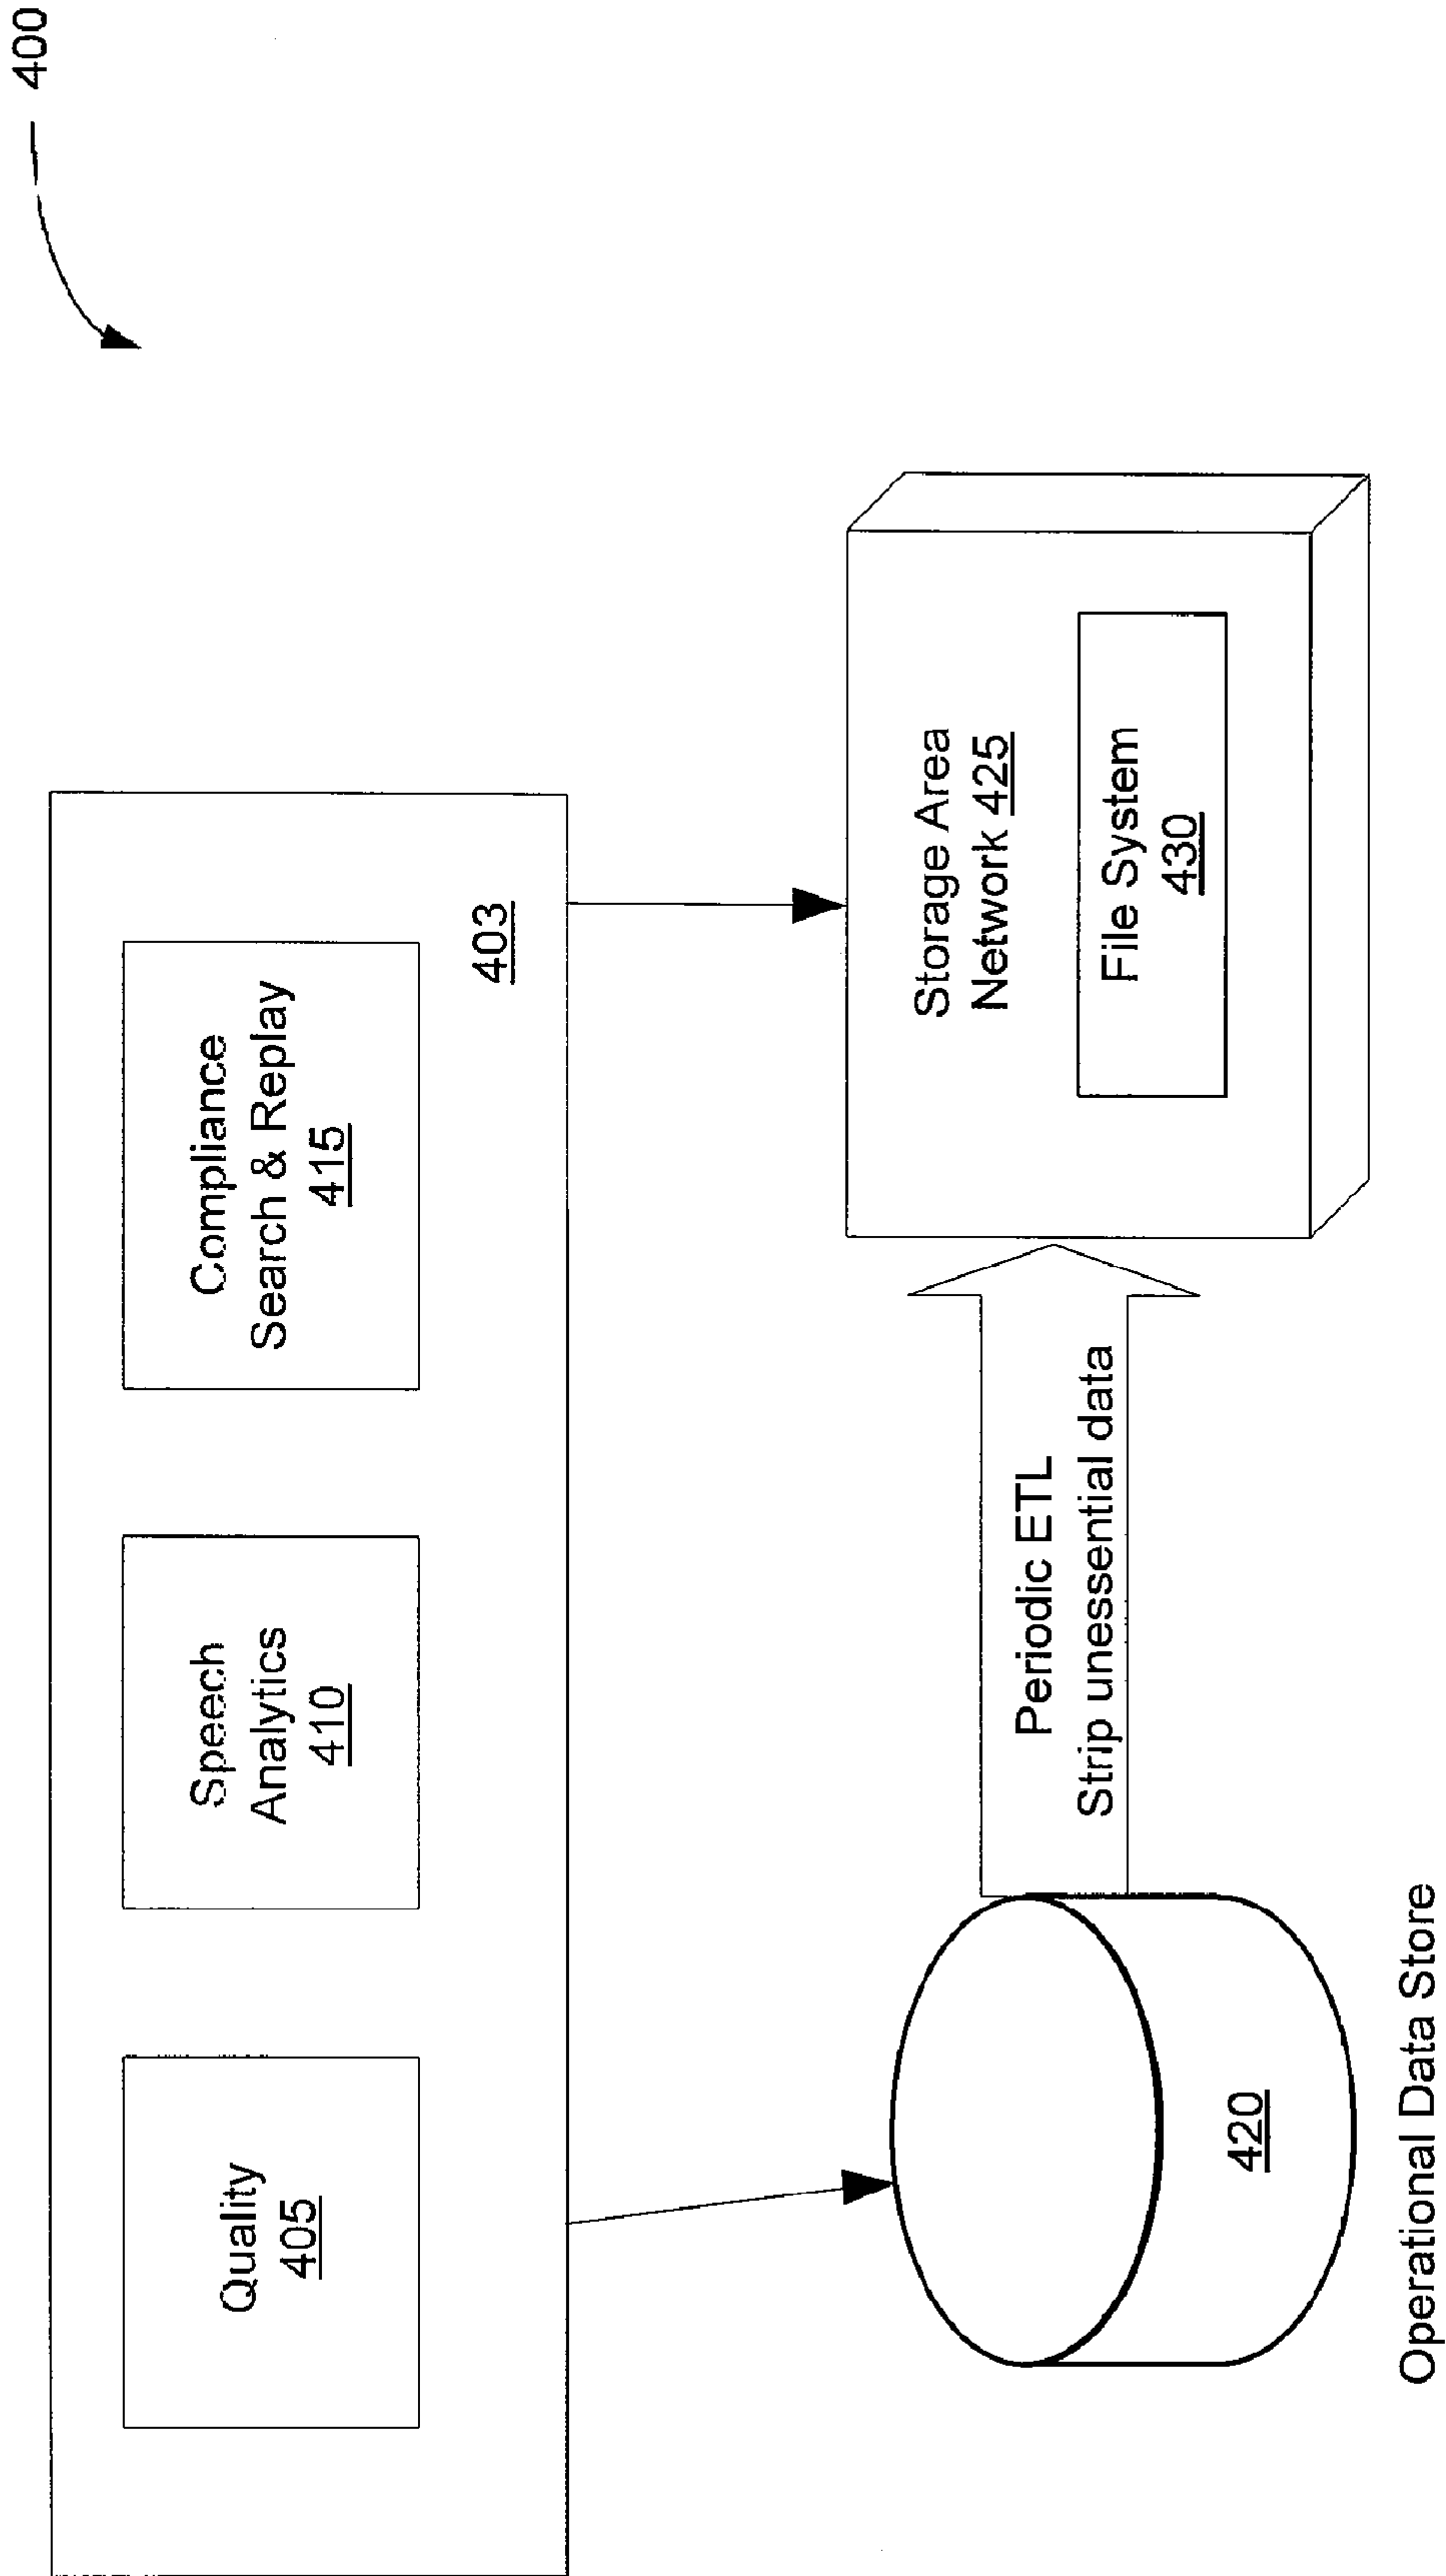 400
Quality
405
Speech
Analytics
410
Compliance
Search & Replay
415
403
420
Operational Data Store
Periodic ETL
Strip unessential data
Storage Area
Network 425
File System
430